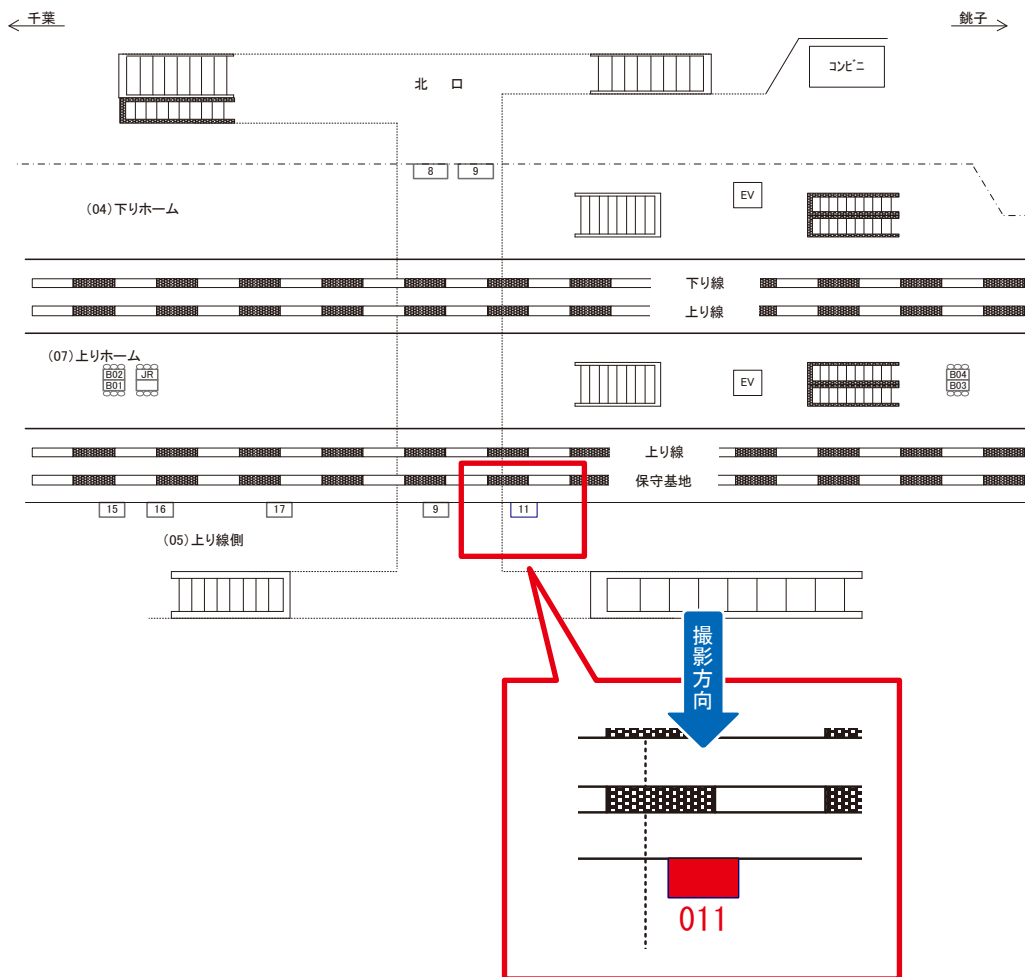 千葉
銚子
コンビニ
北 口
8
9
EV
(04)下りホーム
下り線
上り線
(07)上りホーム
B02
B01
JR
EV
B04
B03
上り線
保守基地
15
16
17
9
11
(05)上り線側
撮影方向
011